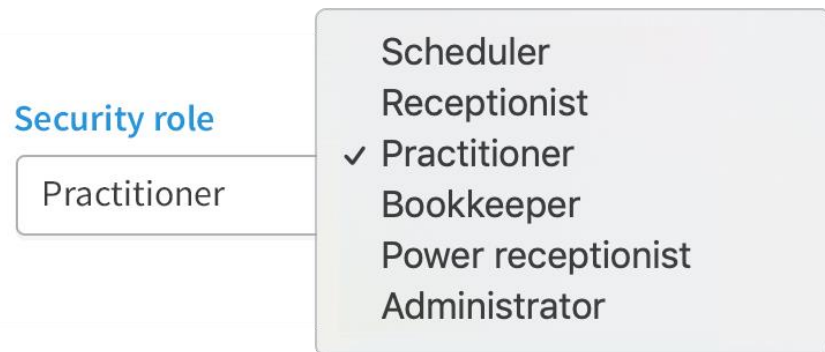 Security role
Practitioner
Scheduler
Receptionist
✓ Practitioner
Bookkeeper
Power receptionist
Administrator